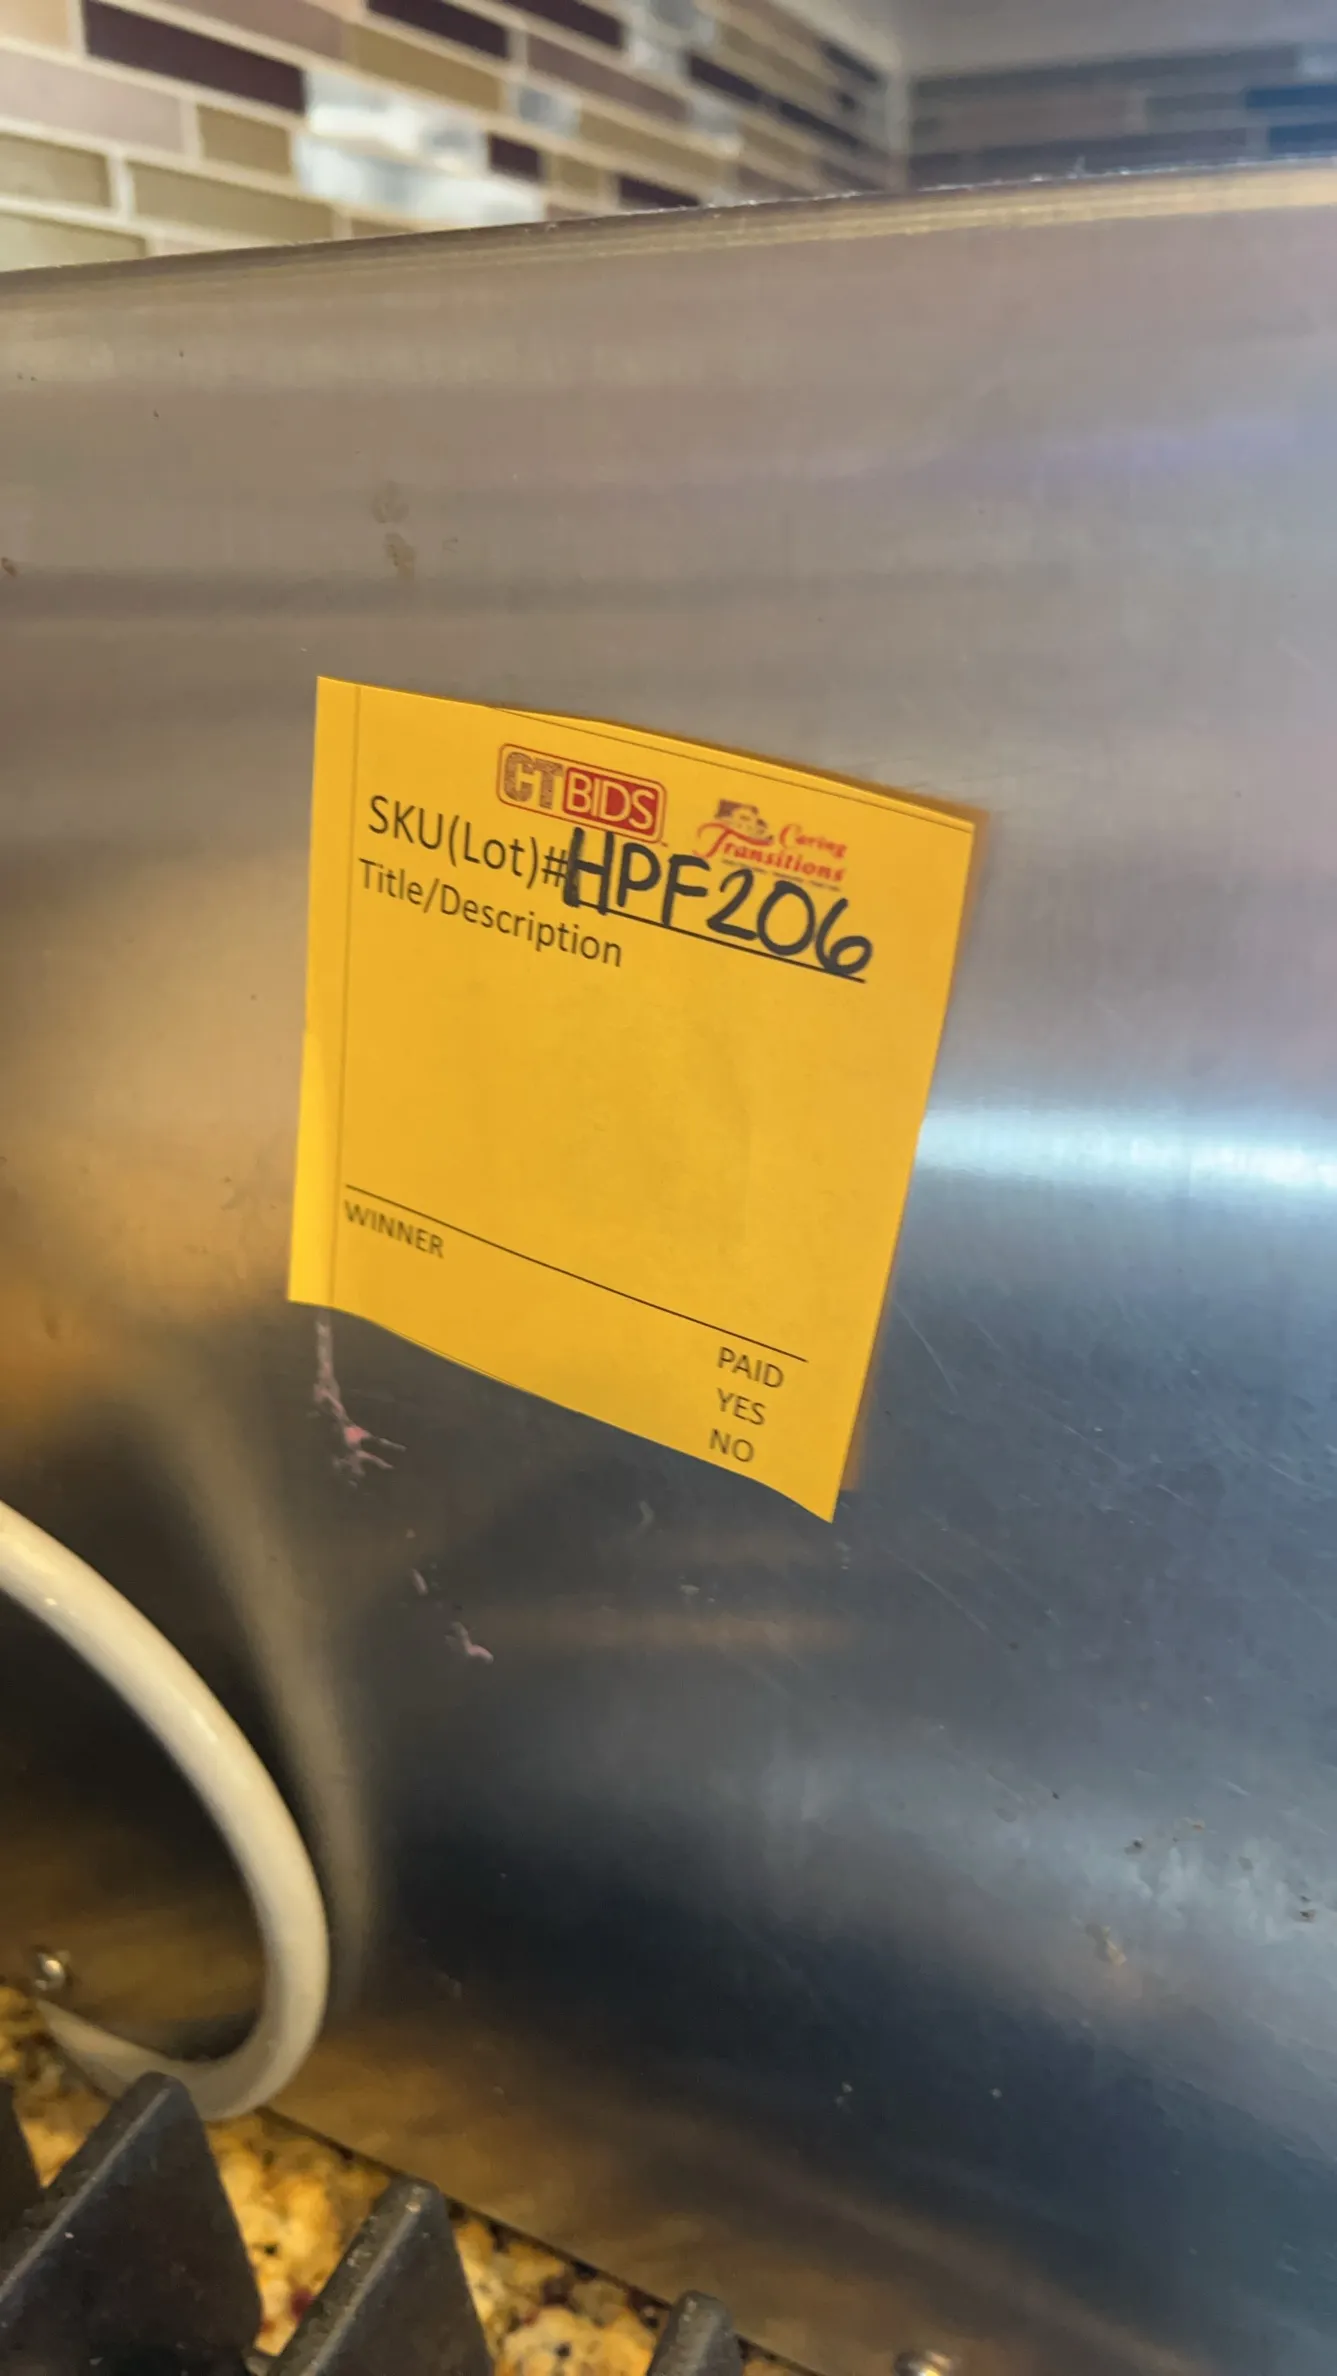 CTBIDS
Caring
Transitions
SKU(Lot)#HPF206
Title/Description
WINNER
PAID
YES
NO